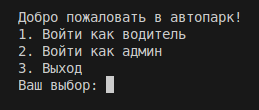 Добро пожаловать в автопарк!
1. Войти как водитель
2. Войти как админ
3. Выход
Ваш выбор: